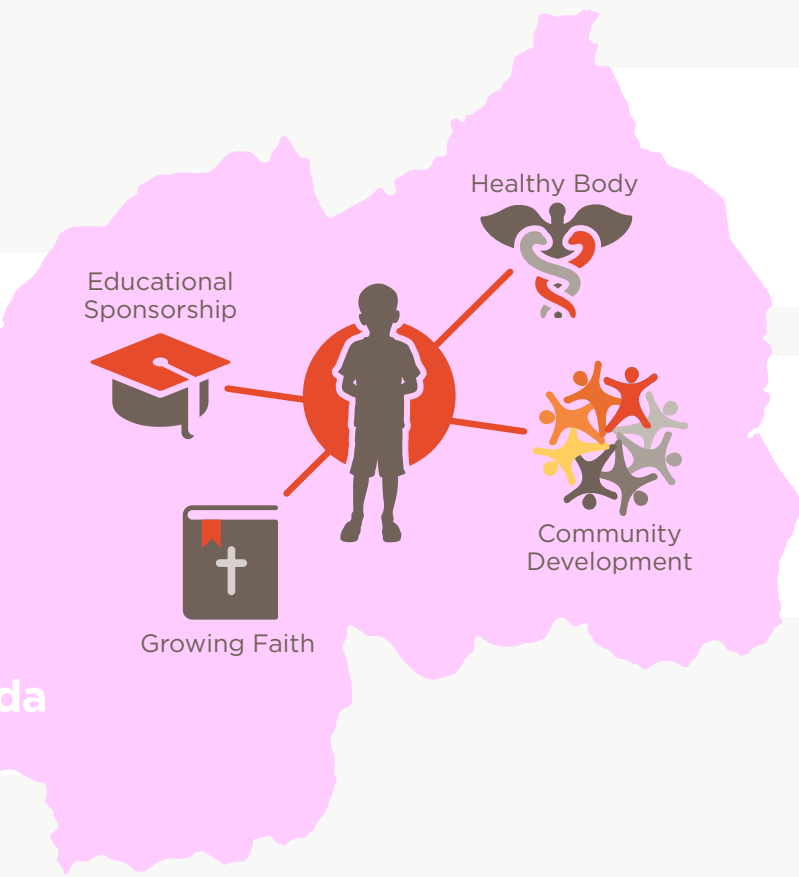 Healthy Body
Educational
Sponsorship
Community
Development
Growing Faith
da